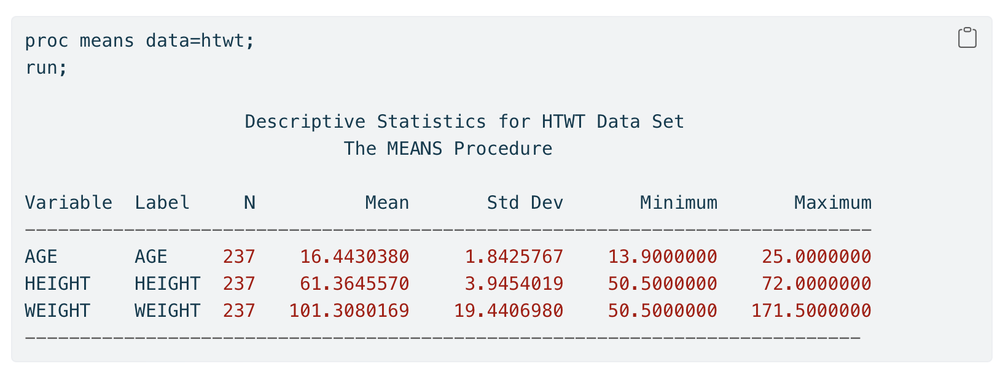 proc means data=htwt;
run;
Descriptive Statistics for HTWT Data Set
The MEANS Procedure
Variable  Label     N          Mean       Std Dev       Minimum       Maximum
-----------------------------------------------------------------------------
AGE       AGE     237    16.4430380     1.8425767    13.9000000    25.0000000
HEIGHT    HEIGHT  237    61.3645570     3.9454019    50.5000000    72.0000000
WEIGHT    WEIGHT  237   101.3080169    19.4406980    50.5000000   171.5000000
----------------------------------------------------------------------------